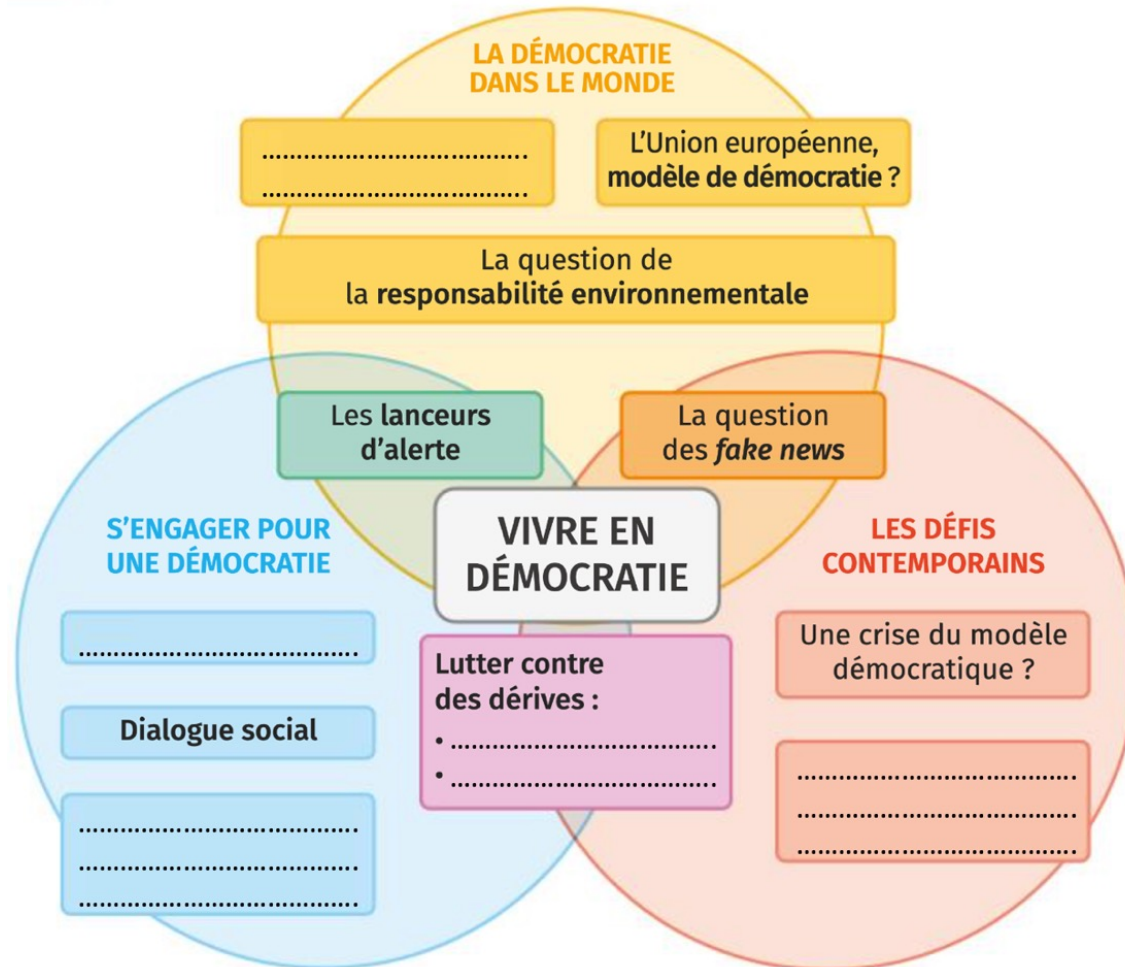 LA DÉMOCRATIE
DANS LE MONDE
………………………………..
………………………………..
L’Union européenne,
modèle de démocratie ?
La question de
la responsabilité environnementale
Les lanceurs
d’alerte
La question
des fake news
VIVRE EN
DÉMOCRATIE
S’ENGAGER POUR
UNE DÉMOCRATIE
………………………………….
Dialogue social
………………………………….
………………………………….
………………………………….
Lutter contre
des dérives :
• ………………………………..
• ………………………………..
LES DÉFIS
CONTEMPORAINS
Une crise du modèle
démocratique ?
………………………………….
………………………………….
………………………………….